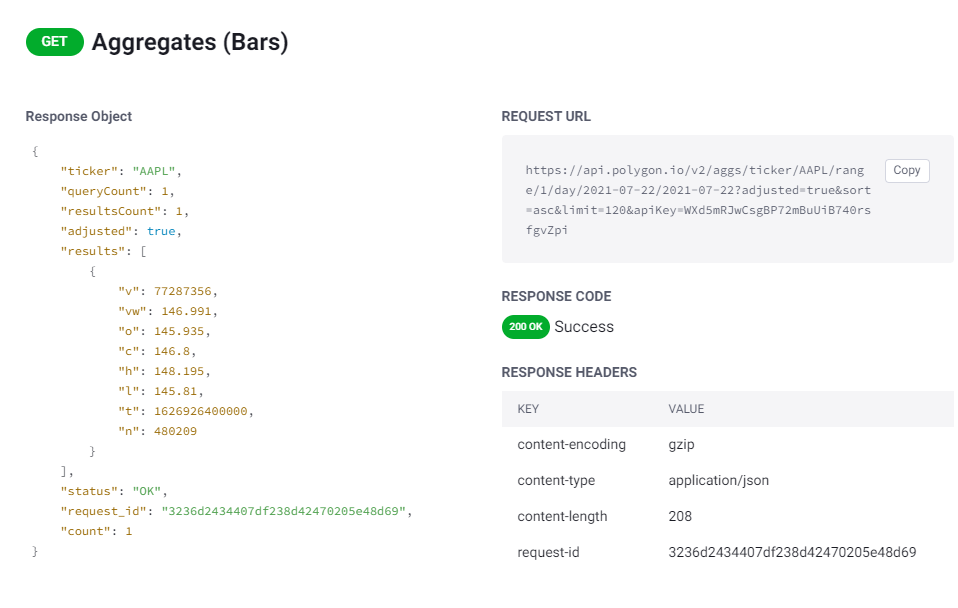 GET Aggregates (Bars)
Response Object
{
"ticker": "AAPL",
"queryCount": 1,
"resultsCount": 1,
"adjusted": true,
"results": [
{
"v": 77287356,
"vw": 146.991,
"o": 145.935,
"c": 146.8,
"h": 148.195,
"l": 145.81,
"t": 1626926400000,
"n": 480209
}
],
"status": "OK",
"request_id": "3236d2434407df238d42470205e48d69",
"count": 1
}
REQUEST URL
https://api.polygon.io/v2/aggs/ticker/AAPL/rang
e/1/day/2021-07-22/2021-07-22?adjusted=true&sort
=asc&limit=120&apiKey=WXd5mRJwCsgBP72mBuUiB740rs
fgvZpi
Copy
RESPONSE CODE
200 OK Success
RESPONSE HEADERS
KEY VALUE
content-encoding gzip
content-type application/json
content-length 208
request-id 3236d2434407df238d42470205e48d69